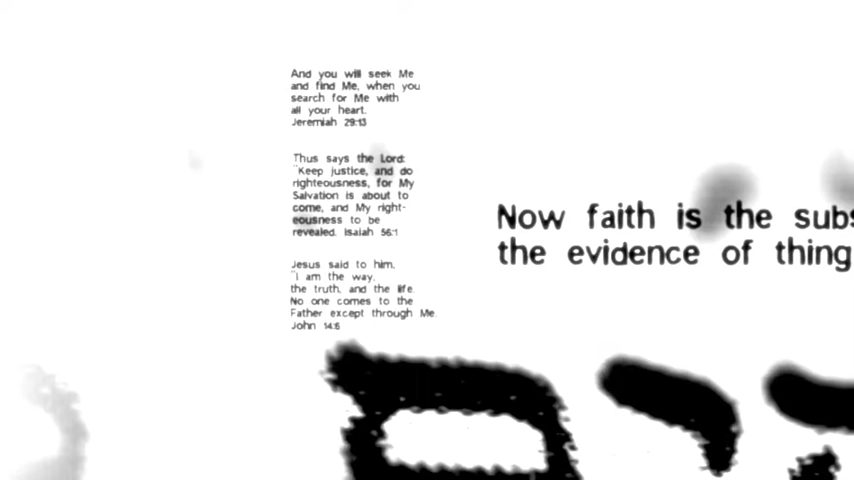 And you will seek Me
and find Me, when you
search for Me with
all your heart.
Jeremiah 29:13
Thus says the Lord:
"Keep justice, and do
righteousness, for My
Salvation is about to
come, and My right-
eousness to be
revealed. Isaiah 56:1
Jesus said to him,
"I am the way,
the truth, and the life.
No one comes to the
Father except through Me.
John 14:6
Now faith is the subs
the evidence of thing